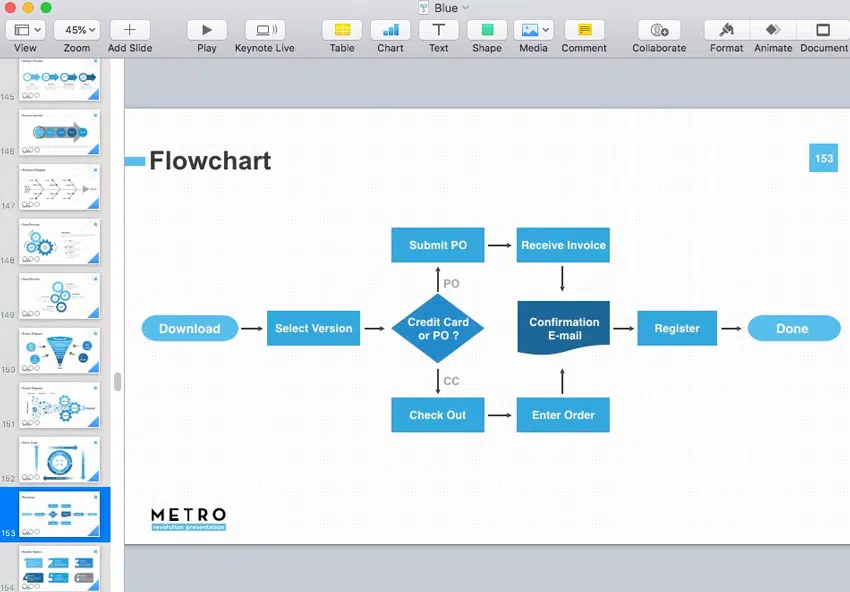 Blue
View
45%
Zoom
Add Slide
Play
Keynote Live
Table
Chart
Text
Shape
Media
Comment
Collaborate
Format
Animate
Document
145
146
147
148
149
150
151
152
153
154
Flowchart
153
Submit PO
Receive Invoice
PO
Download
Select Version
Credit Card
or PO ?
Confirmation
E-mail
Register
Done
CC
Check Out
Enter Order
METRO
revolution presentation